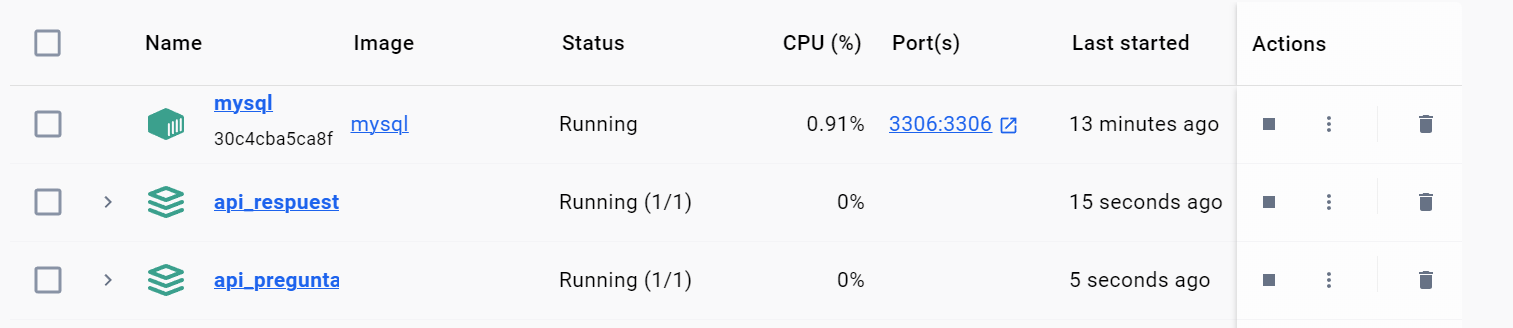 Name Image Status CPU (%) Port(s) Last started Actions
mysql
30c4cba5ca8f mysql Running 0.91% 3306:3306 13 minutes ago
api_respuest Running (1/1) 0% 15 seconds ago
api_pregunta Running (1/1) 0% 5 seconds ago